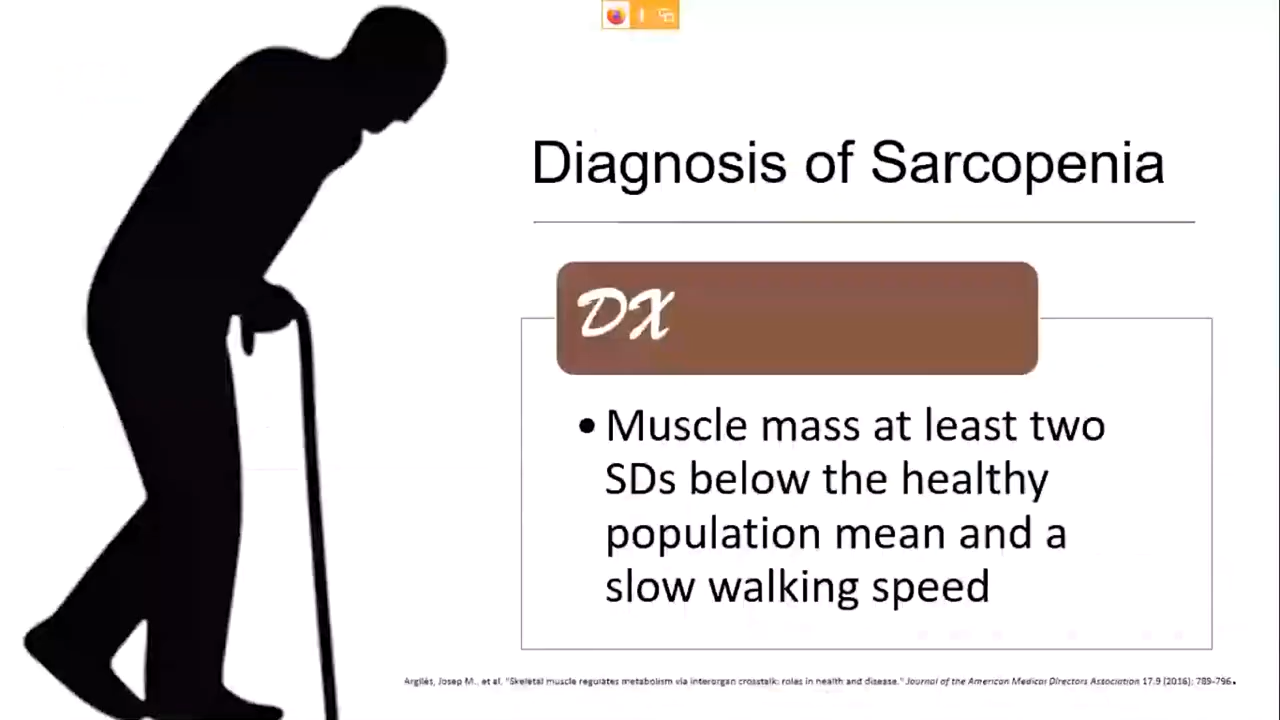 Diagnosis of Sarcopenia
DX
• Muscle mass at least two
SDs below the healthy
population mean and a
slow walking speed
Argilés, Josep M., et al. "Skeletal muscle regulates metabolism via interorgan crosstalk: roles in health and disease." Journal of the American Medical Directors Association 17.9 (2016): 789-796.